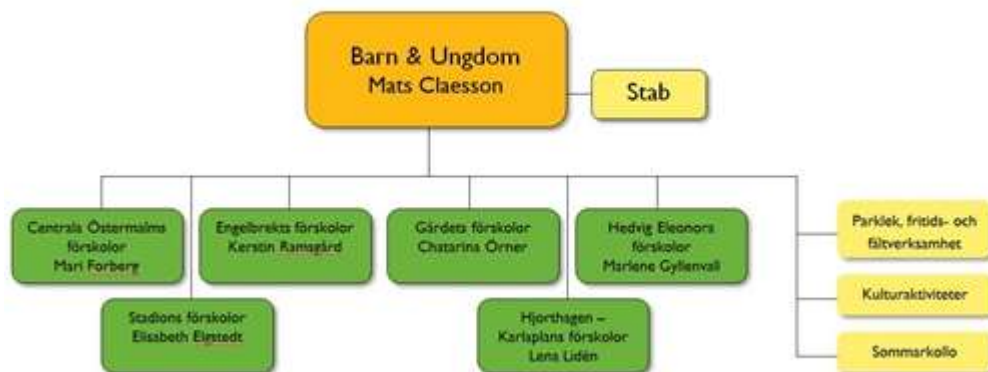 Barn & Ungdom
Mats Claesson
Stab
Centrala Östermalms
förskolor
Mari Forberg
Engelbrekts förskolor
Kerstin Ramsgård
Gärdets förskolor
Chatarina Örner
Hedvig Eleonora
förskolor
Marlene Gyllenvall
Parklek, fritids- och
fältverksamhet
Stadions förskolor
Elisabeth Elgstedt
Hjorthagen –
Karlaplans förskolor
Lena Lidén
Kulturaktiviteter
Sommarkollo